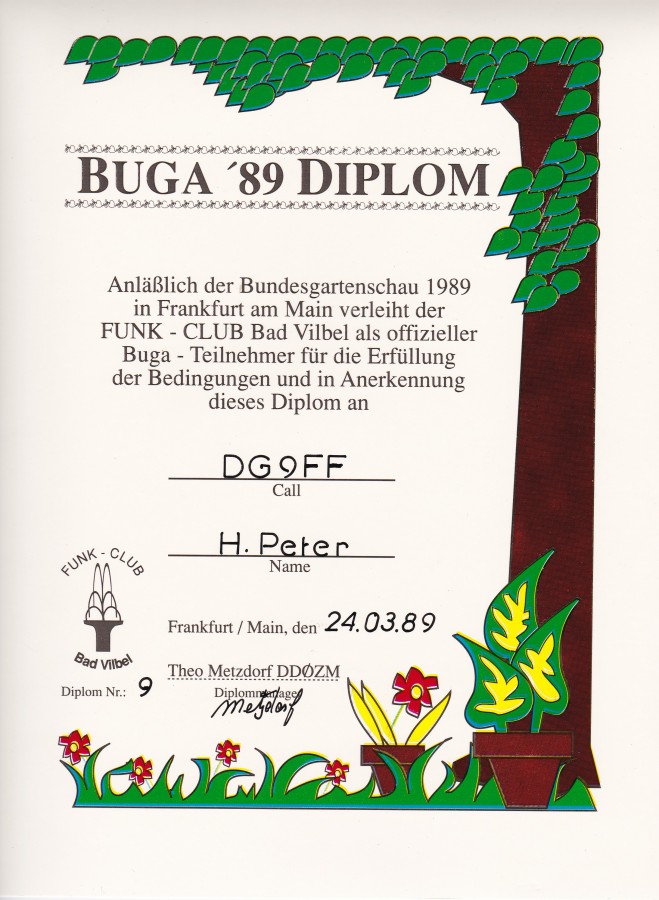 BUGA ´89 DIPLOM
Anläßlich der Bundesgartenschau 1989
in Frankfurt am Main verleiht der
FUNK - CLUB Bad Vilbel als offizieller
Buga - Teilnehmer für die Erfüllung
der Bedingungen und in Anerkennung
dieses Diplom an
DG9FF
Call
H. Peter
Name
FUNK - CLUB
Bad Vilbel
Frankfurt / Main, den 24.03.89
Theo Metzdorf DDØZM
Diplom Nr.: 9
Diplommanager
Metzdorf